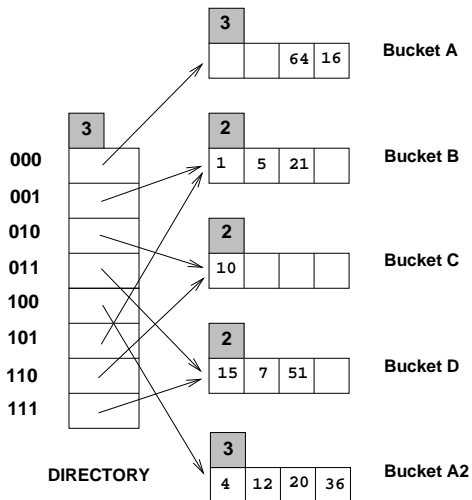 3
64 16
Bucket A
3
2
000
1 5 21
Bucket B
001
2
010
10
Bucket C
011
100
2
101
15 7 51
Bucket D
110
111
3
DIRECTORY
4 12 20 36
Bucket A2